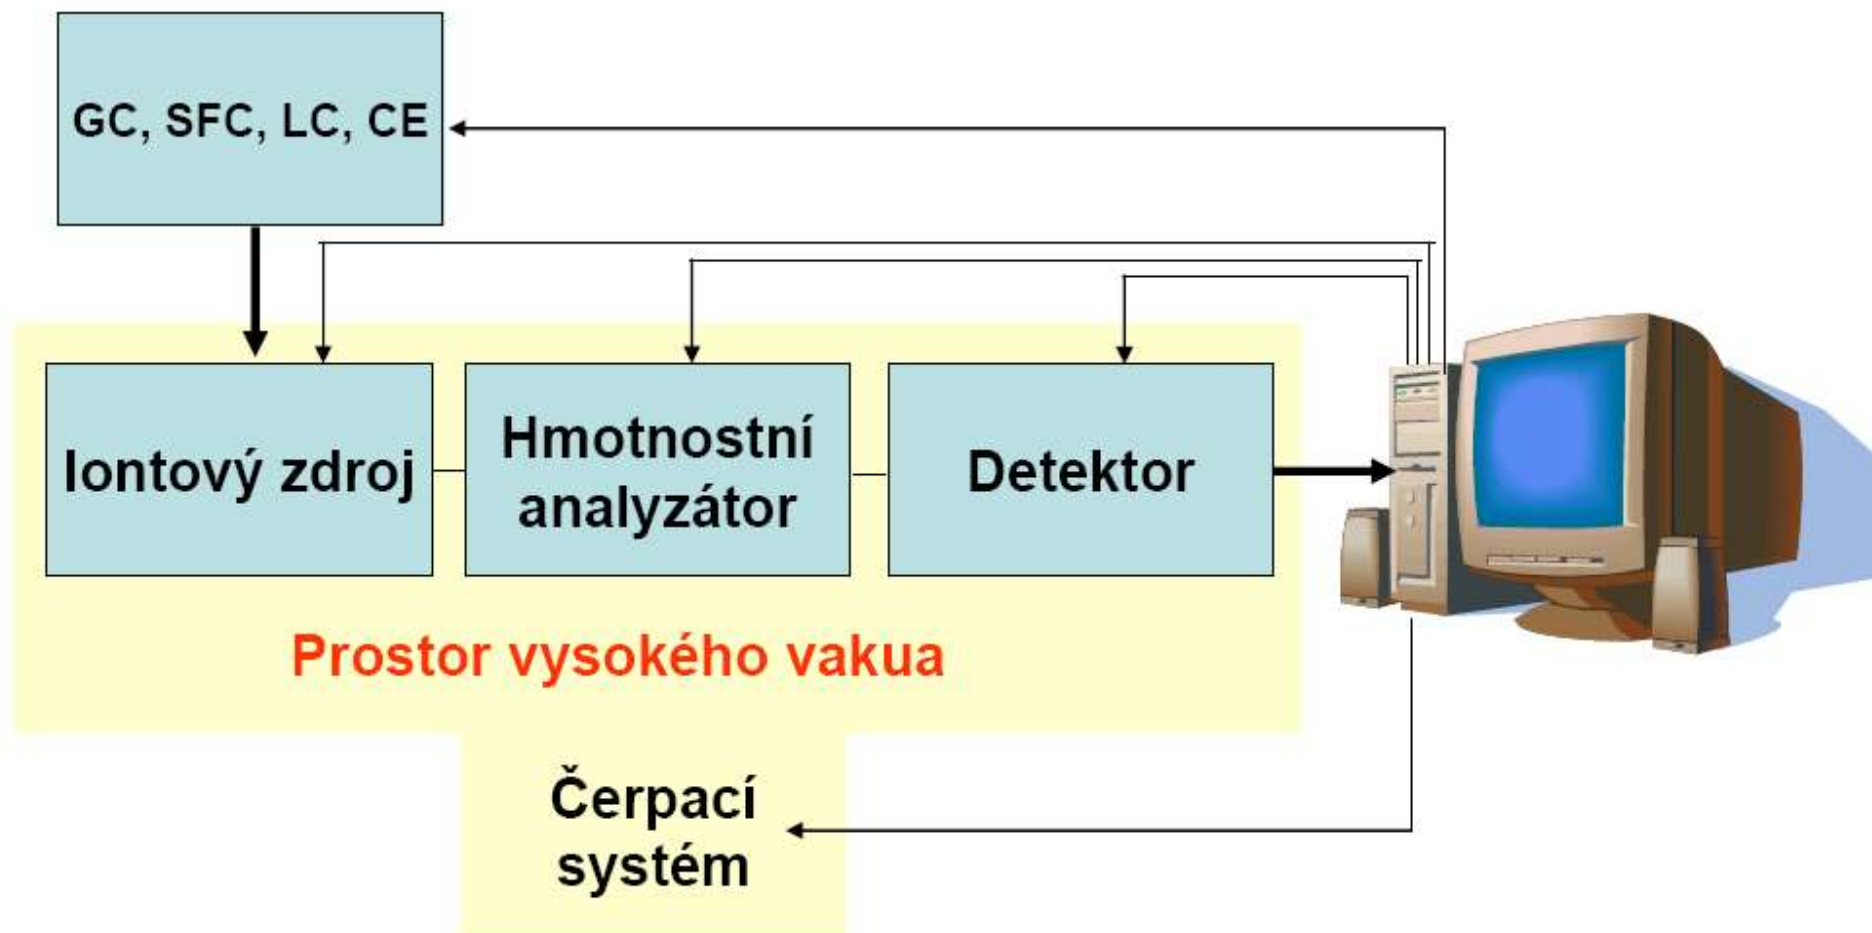 GC, SFC, LC, CE
Iontový zdroj
Hmotnostní
analyzátor
Detektor
Prostor vysokého vakua
Čerpací
systém